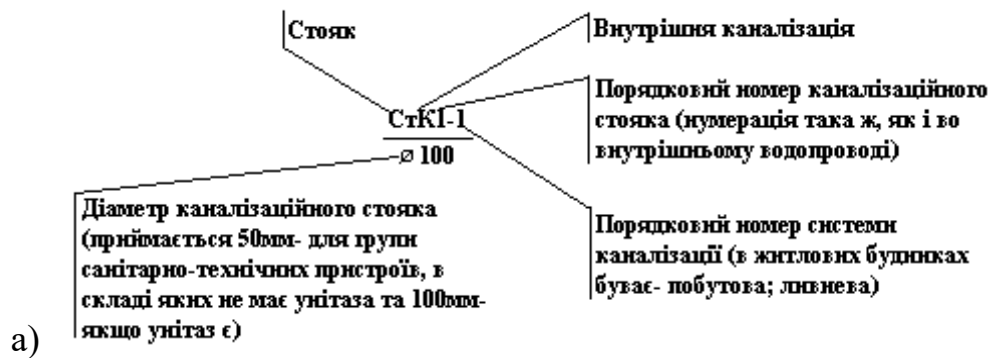 Стояк
Внутрішня каналізація
Порядковий номер каналізаційного
стояка (нумерація така ж, як і во
внутрішньому водопроводі)
СтКІ-1
⌀ 100
Діаметр каналізаційного стояка
(приймається 50мм- для групи
санітарно-технічних пристроїв, в
складі яких не має унітаза та 100мм-
якщо унітаз є)
Порядковий номер системи
каналізації (в житлових будинках
буває- побутова; ливнева)
а)